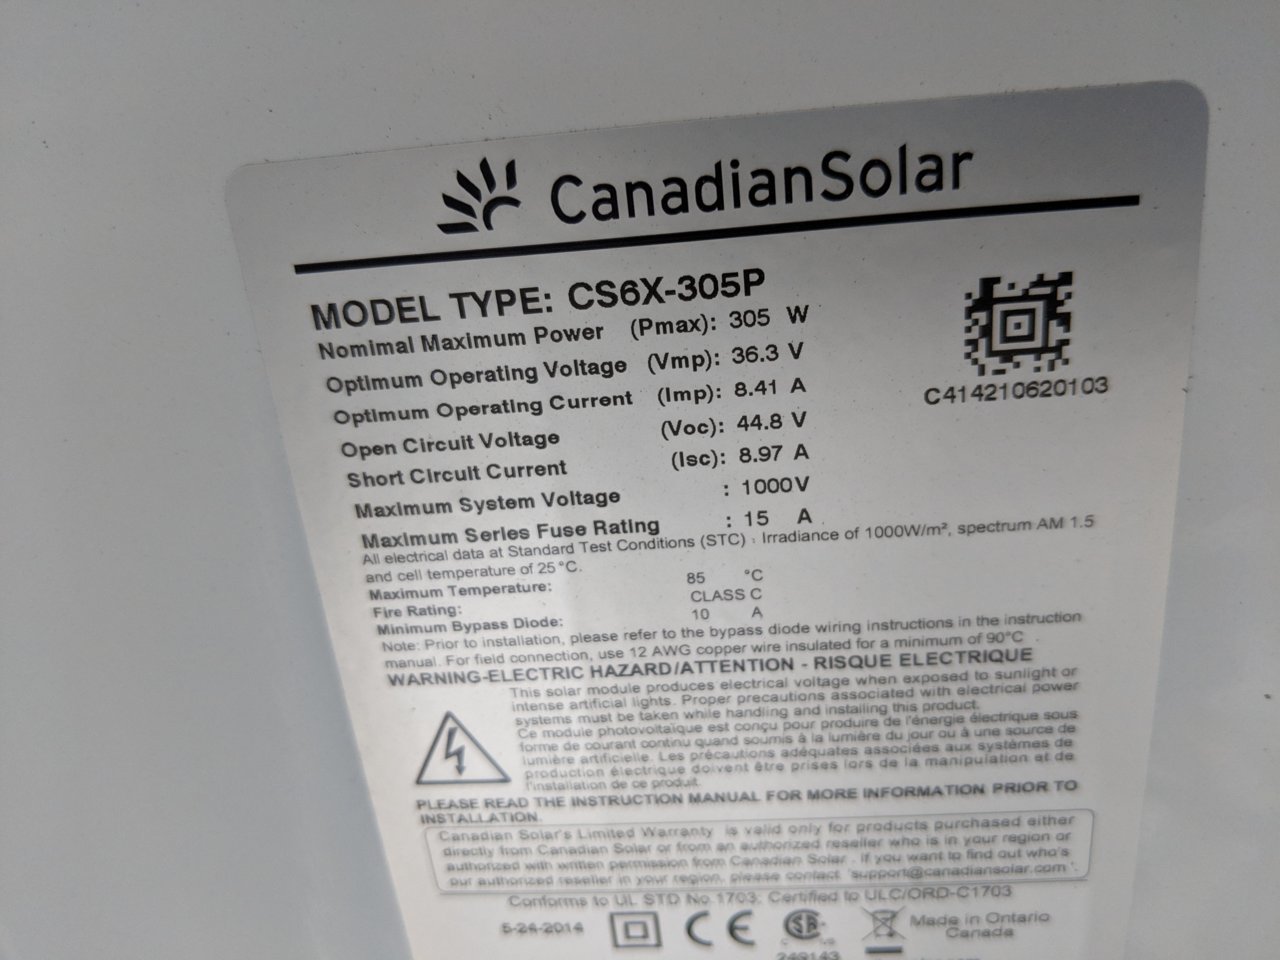 CanadianSolar
MODEL TYPE: CS6X-305P
Nomimal Maximum Power (Pmax): 305 W
Optimum Operating Voltage (Vmp): 36.3 V
Optimum Operating Current (Imp): 8.41 A
Open Circuit Voltage (Voc): 44.8 V
Short Circuit Current (Isc): 8.97 A
Maximum System Voltage : 1000V
Maximum Series Fuse Rating : 15 A
C414210620103
All electrical data at Standard Test Conditions (STC) : Irradiance of 1000W/m², spectrum AM 1.5
and cell temperature of 25°C.
Maximum Temperature: 85 °C
Fire Rating: CLASS C
Minimum Bypass Diode: 10 A
Note: Prior to installation, please refer to the bypass diode wiring instructions in the instruction
manual. For field connection, use 12 AWG copper wire insulated for a minimum of 90°C .
WARNING-ELECTRIC HAZARD/ATTENTION - RISQUE ELECTRIQUE
This solar module produces electrical voltage when exposed to sunlight or
intense artificial lights. Proper precautions associated with electrical power
systems must be taken while handling and installing this product.
Ce module photovoltaïque est conçu pour produire de l'énergie électrique sous
forme de courant continu quand soumis à la lumière du jour ou à une source de
lumière artificielle. Les précautions adéquates associées aux systèmes de
production électrique doivent être prises lors de la manipulation et de
l'installation de ce produit.
PLEASE READ THE INSTRUCTION MANUAL FOR MORE INFORMATION PRIOR TO
INSTALLATION.
Canadian Solar's Limited Warranty is valid only for products purchased either
directly from Canadian Solar or from an authorized reseller who is in your region or
authorized with written permission from Canadian Solar . If you want to find out who's
our authorized reseller in your region, please contact 'support@canadiansolar.com '.
Conforms to UL STD No.1703; Certified to ULC/ORD-C1703
5-24-2014 CE SA Made in Ontario
Canada
C US
249143